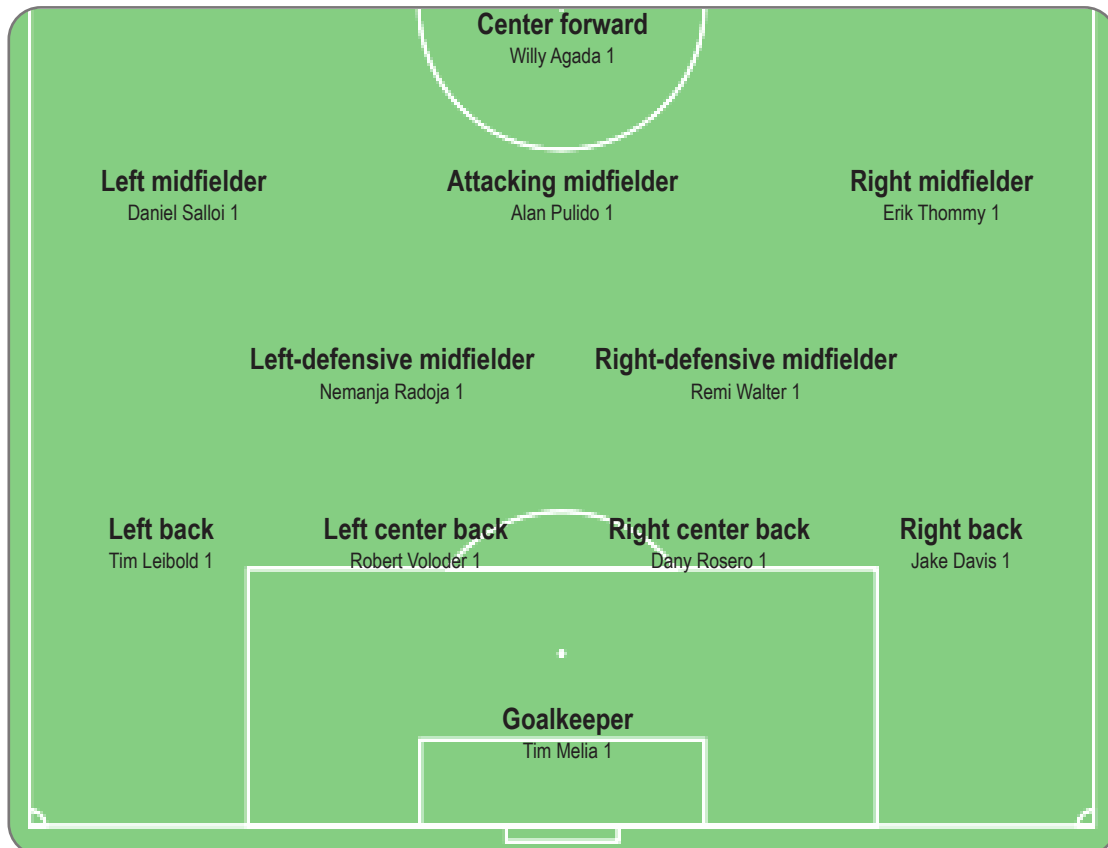 Center forward
Willy Agada 1
Left midfielder
Daniel Salloi 1
Attacking midfielder
Alan Pulido 1
Right midfielder
Erik Thommy 1
Left-defensive midfielder
Nemanja Radoja 1
Right-defensive midfielder
Remi Walter 1
Left back
Tim Leibold 1
Left center back
Robert Voloder 1
Right center back
Dany Rosero 1
Right back
Jake Davis 1
Goalkeeper
Tim Melia 1